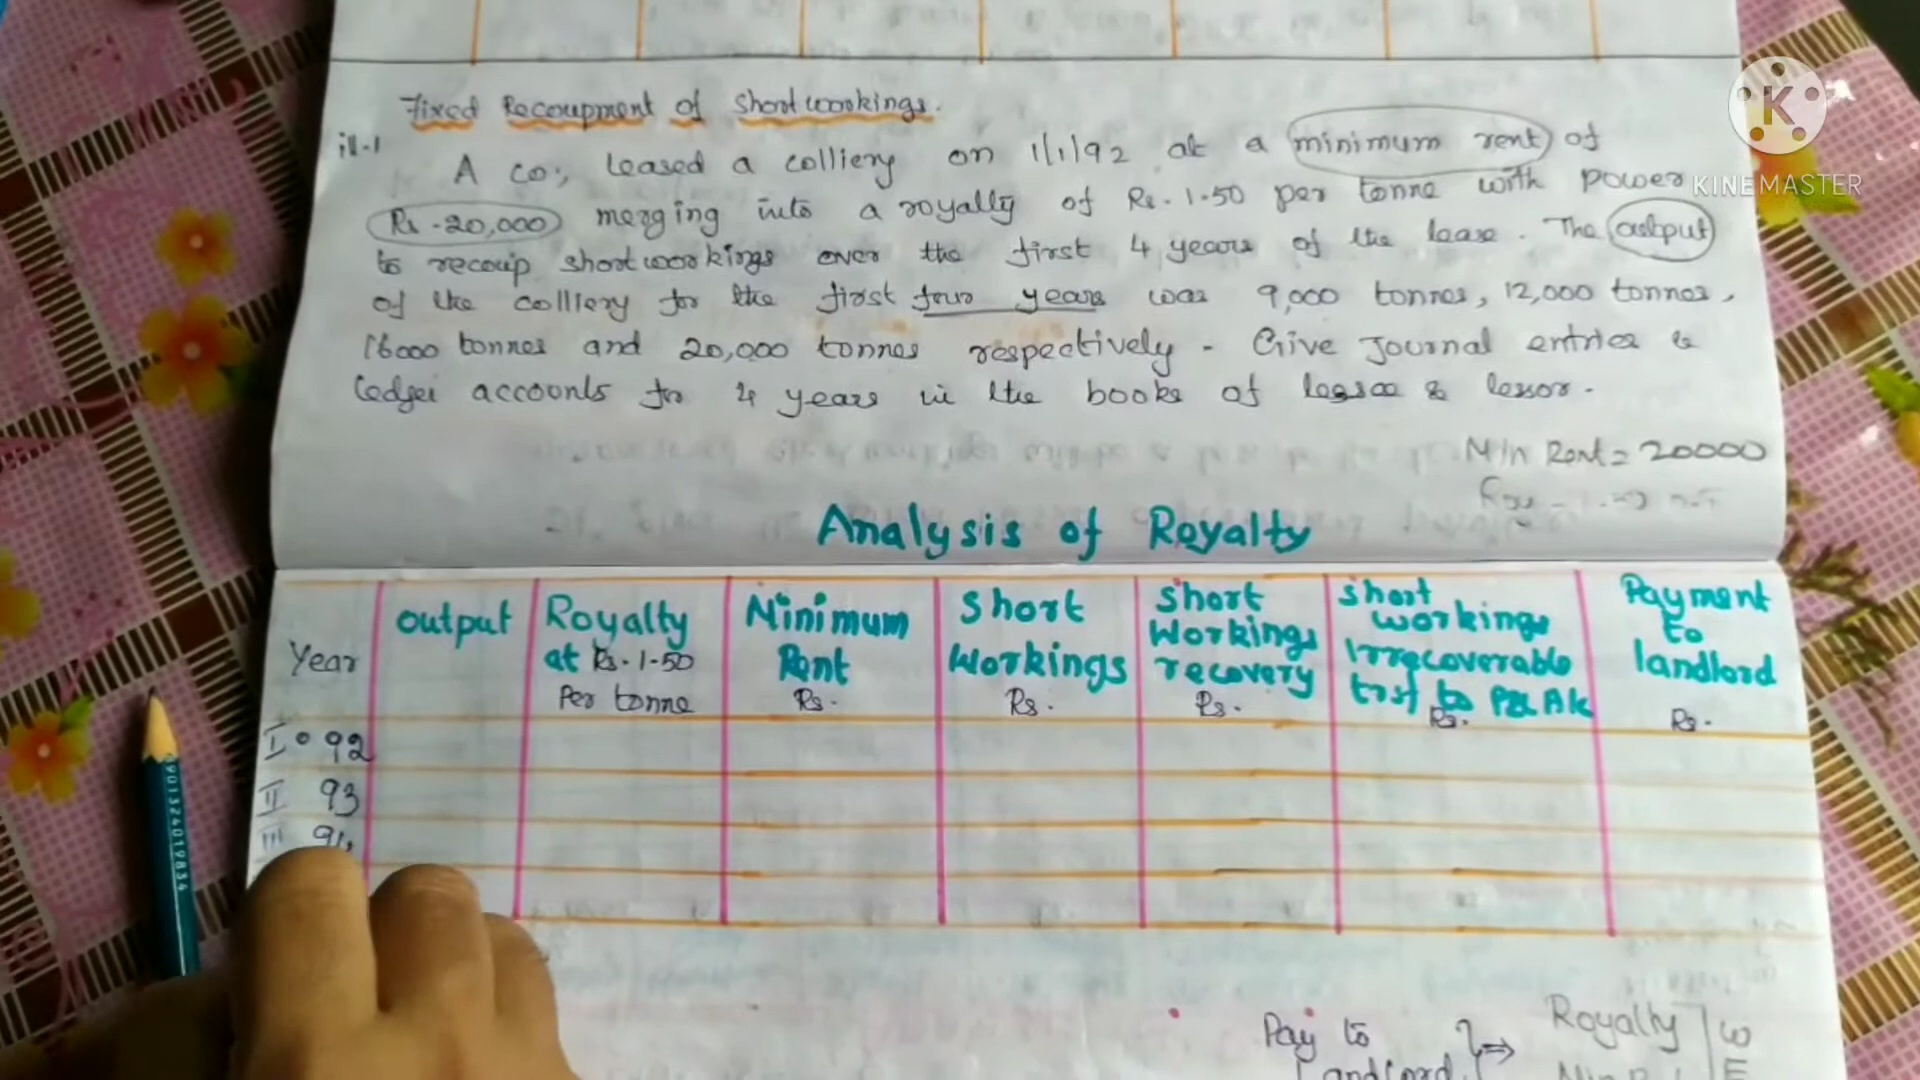 Fixed Recoupment of Shortworkings.
ill-1
A Co:, leased a colliery on 1/1/92 at a minimum rent of
Rs-20,000 merging into a royalty of Rs-1.50 per tonne with power
to recoup shortworkings over the first 4 years of the lease. The output
of the colliery for the first four years was 9,000 tonnes, 12,000 tonnes,
16000 tonnes and 20,000 tonnes respectively - Give Journal entries &
ledger accounts for 4 years in the books of lessee & lessor.
Min Rent = 20000
Analysis of Royalty
Year
output
Royalty
at Rs.1-50
Per tonne
Minimum
Rent
Rs.
Short
Workings
Rs.
Short
Workings
recovery
Rs.
Short
workings
Irrecoverable
trsf to P&L A/c
Rs.
Payment
to
landlord
Rs.
I 92
II 93
III 94
Pay to
Landlord
Royalty
KINEMASTER
K
901324019834